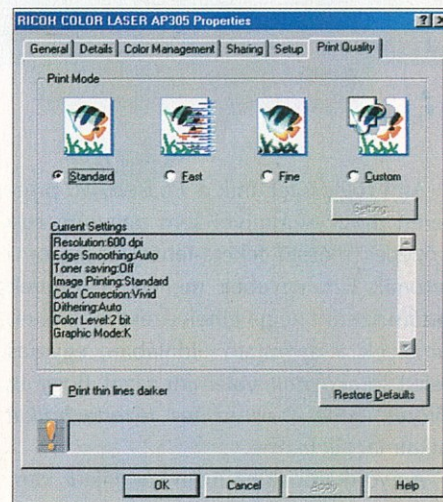 RICOH COLOR LASER AP305 Properties
General Details Color Management Sharing Setup Print Quality
Print Mode
Standard Fast Fine Custom
Setting...
Current Settings
Resolution:600 dpi
Edge Smoothing:Auto
Toner saving:Off
Image Printing:Standard
Color Correction:Vivid
Dithering:Auto
Color Level:2 bit
Graphic Mode:K
Print thin lines darker
Restore Defaults
OK Cancel Apply Help